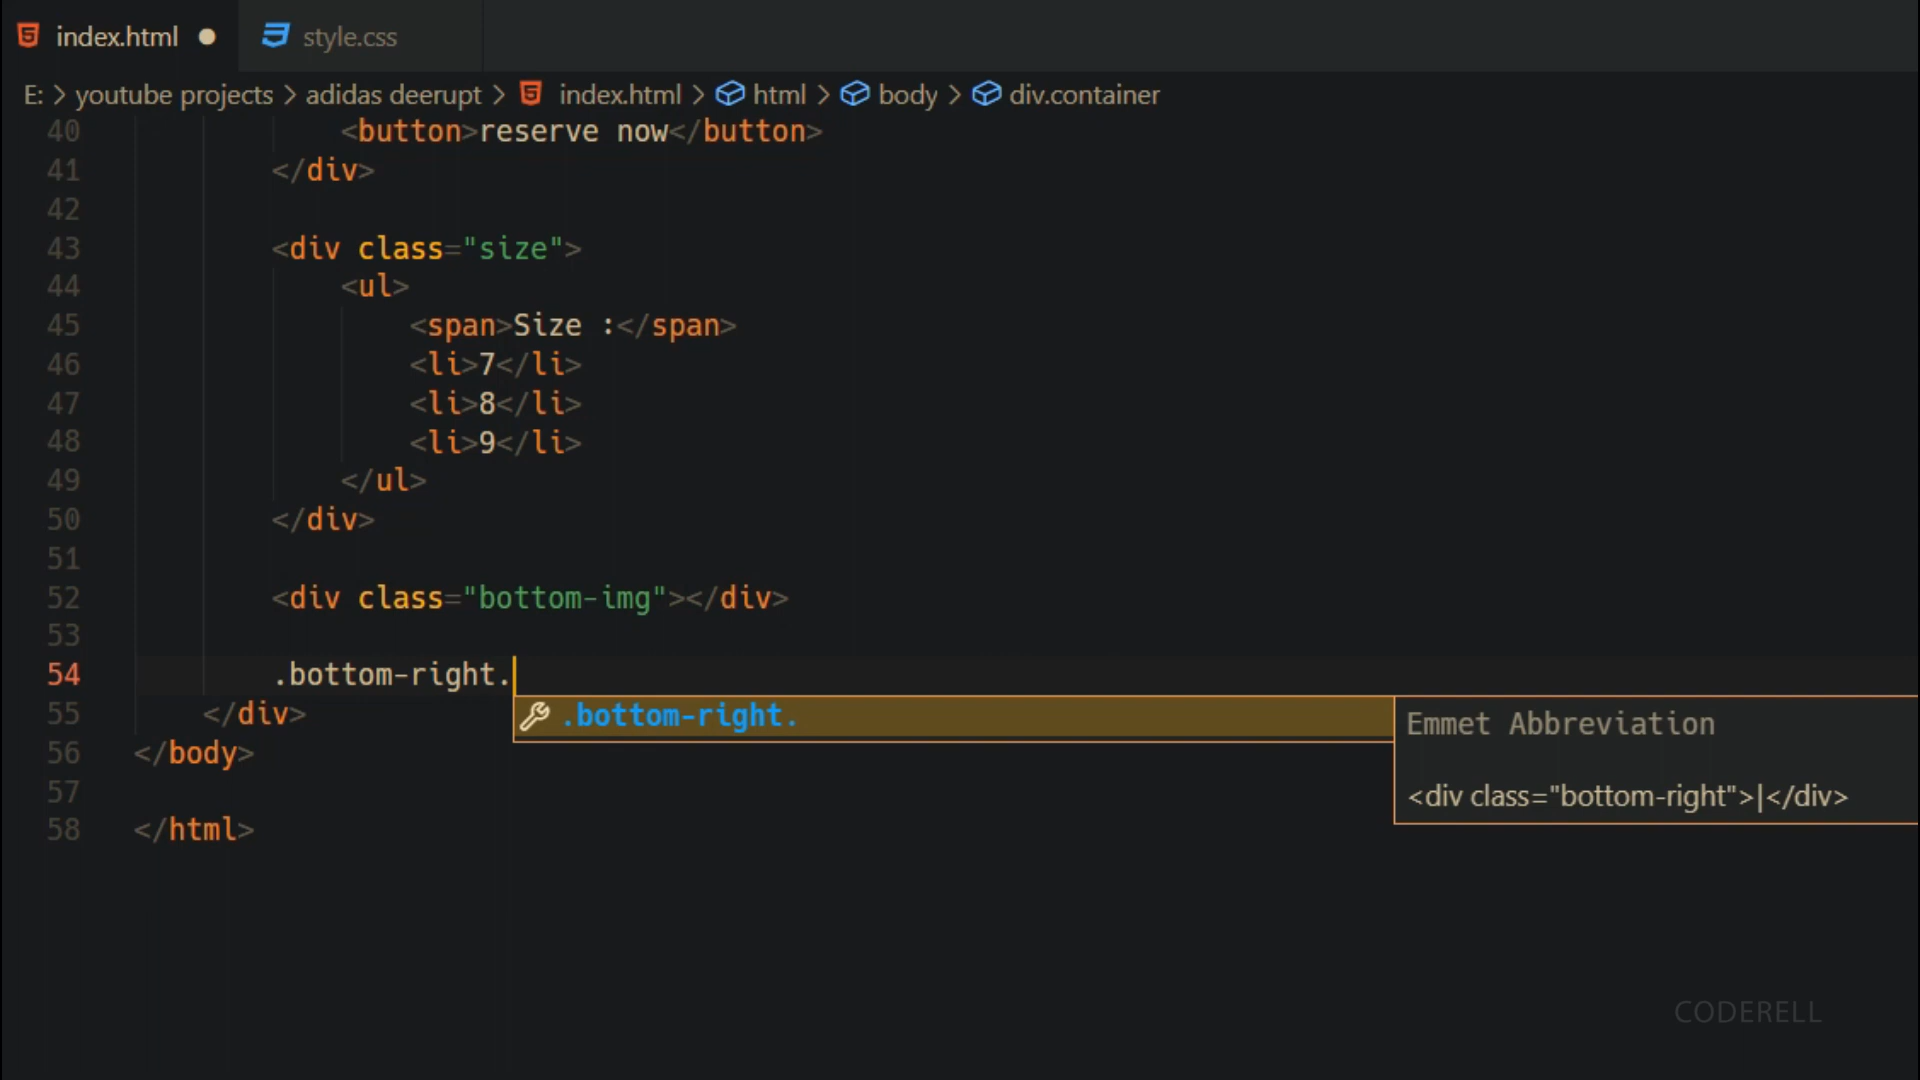 index.html
style.css
E: > youtube projects > adidas deerupt > index.html > html > body > div.container
40 <button>reserve now</button>
41 </div>
42
43 <div class="size">
44 <ul>
45 <span>Size :</span>
46 <li>7</li>
47 <li>8</li>
48 <li>9</li>
49 </ul>
50 </div>
51
52 <div class="bottom-img"></div>
53
54 .bottom-right.
55 </div>
.bottom-right.
Emmet Abbreviation
<div class="bottom-right">|</div>
56 </body>
57
58 </html>
CODERELL